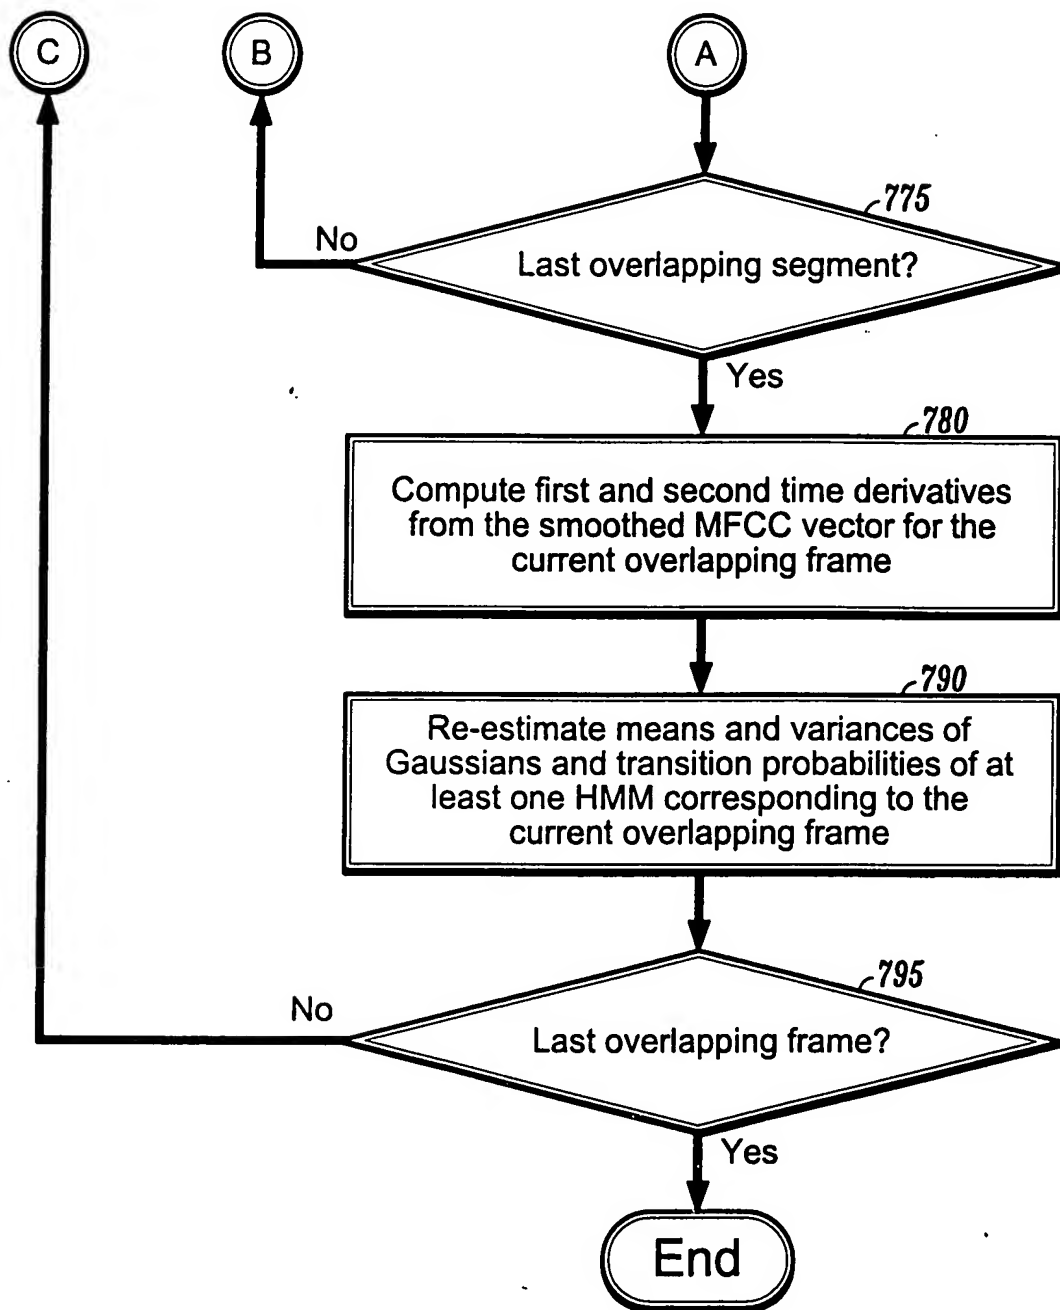 C
B
A
775
No
Last overlapping segment?
Yes
780
Compute first and second time derivatives
from the smoothed MFCC vector for the
current overlapping frame
790
Re-estimate means and variances of
Gaussians and transition probabilities of at
least one HMM corresponding to the
current overlapping frame
795
No
Last overlapping frame?
Yes
End